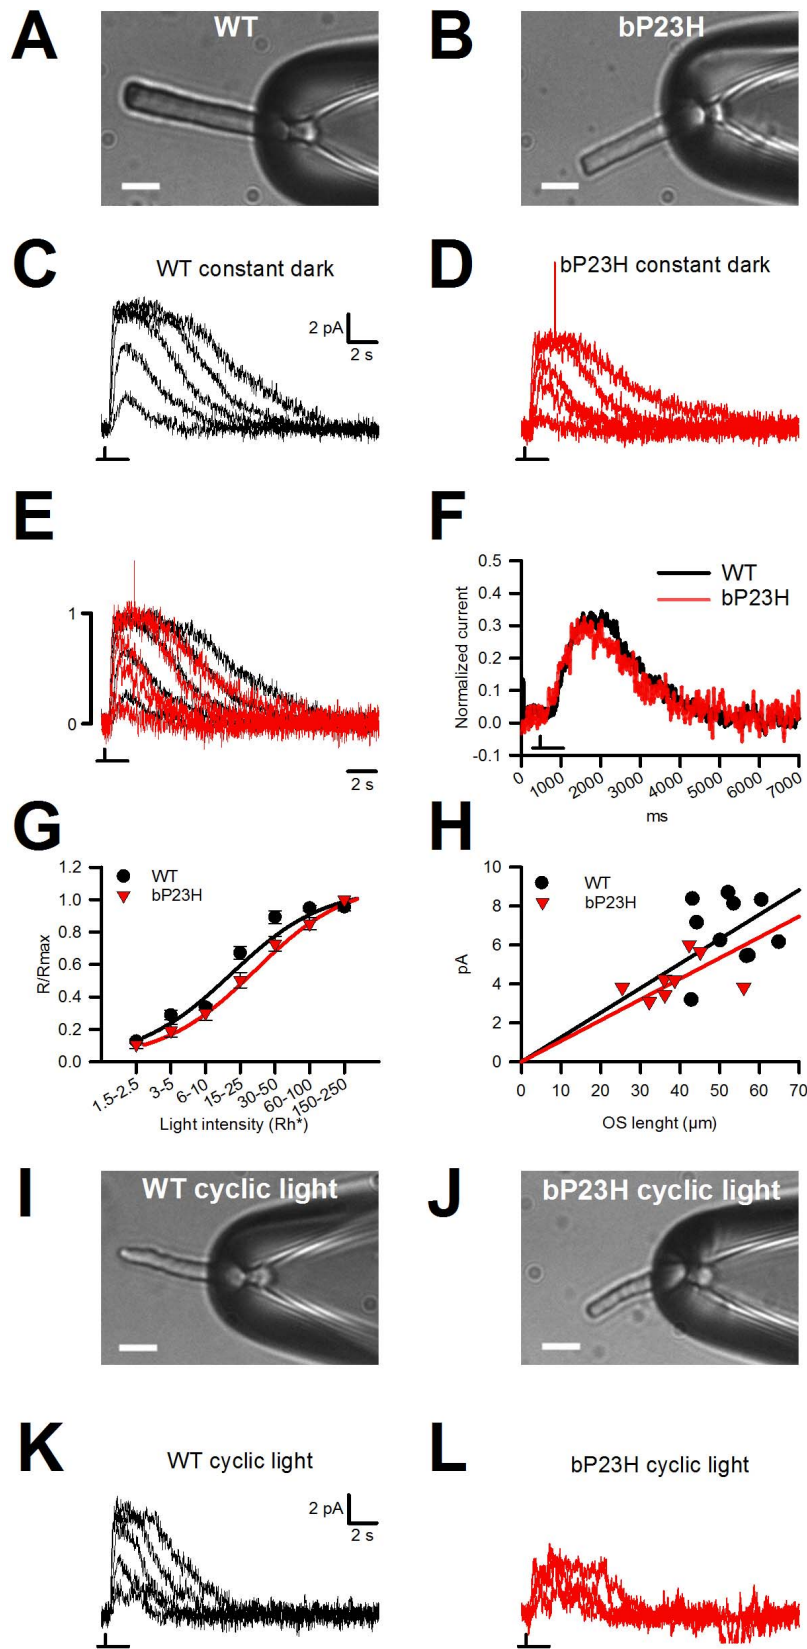 A
WT
B
bP23H
C
WT constant dark
2 pA
2 s
D
bP23H constant dark
E
1
0
2 s
F
0.5
0.4
0.3
0.2
0.1
0.0
-0.1
Normalized current
WT
bP23H
0
1000
2000
3000
4000
5000
6000
7000
ms
G
1.2
1.0
0.8
0.6
0.4
0.2
0.0
R/Rmax
WT
bP23H
1.5-2.5
3-5
6-10
15-25
30-50
60-100
150-250
Light intensity (Rh*)
H
10
8
6
4
2
0
pA
WT
bP23H
0 10 20 30 40 50 60 70
OS lenght (µm)
I
WT cyclic light
J
bP23H cyclic light
K
WT cyclic light
2 pA
2 s
L
bP23H cyclic light